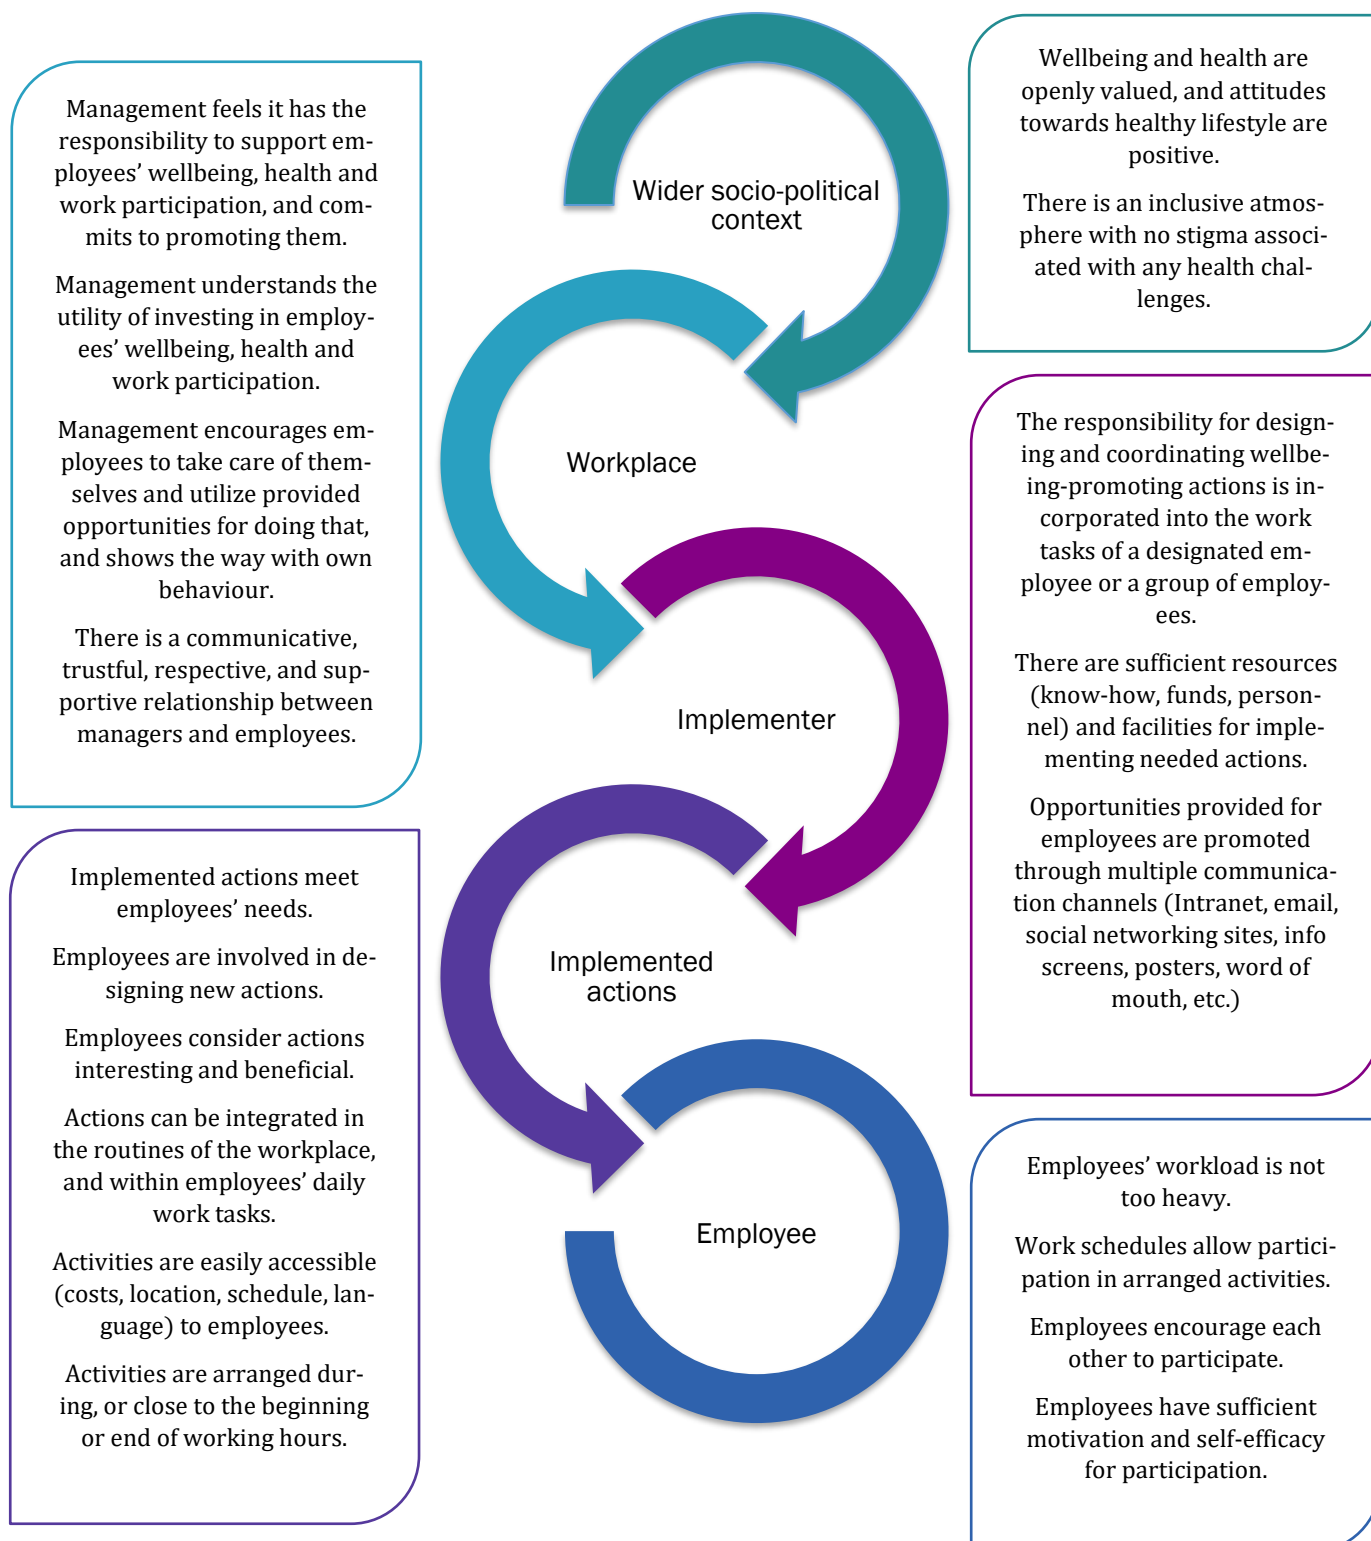 Wellbeing and health are
openly valued, and attitudes
towards healthy lifestyle are
positive.
There is an inclusive atmos-
phere with no stigma associ-
ated with any health chal-
lenges.
Wider socio-political
context
Management feels it has the
responsibility to support em-
ployees’ wellbeing, health and
work participation, and com-
mits to promoting them.
Management understands the
utility of investing in employ-
ees’ wellbeing, health and
work participation.
Management encourages em-
ployees to take care of them-
selves and utilize provided
opportunities for doing that,
and shows the way with own
behaviour.
There is a communicative,
trustful, respective, and sup-
portive relationship between
managers and employees.
Workplace
The responsibility for design-
ing and coordinating wellbe-
ing-promoting actions is in-
corporated into the work
tasks of a designated em-
ployee or a group of employ-
ees.
There are sufficient resources
(know-how, funds, person-
nel) and facilities for imple-
menting needed actions.
Opportunities provided for
employees are promoted
through multiple communica-
tion channels (Intranet, email,
social networking sites, info
screens, posters, word of
mouth, etc.)
Implementer
Implemented actions meet
employees’ needs.
Employees are involved in de-
signing new actions.
Employees consider actions
interesting and beneficial.
Actions can be integrated in
the routines of the workplace,
and within employees’ daily
work tasks.
Activities are easily accessible
(costs, location, schedule, lan-
guage) to employees.
Activities are arranged dur-
ing, or close to the beginning
or end of working hours.
Implemented
actions
Employee
Employees’ workload is not
too heavy.
Work schedules allow partici-
pation in arranged activities.
Employees encourage each
other to participate.
Employees have sufficient
motivation and self-efficacy
for participation.